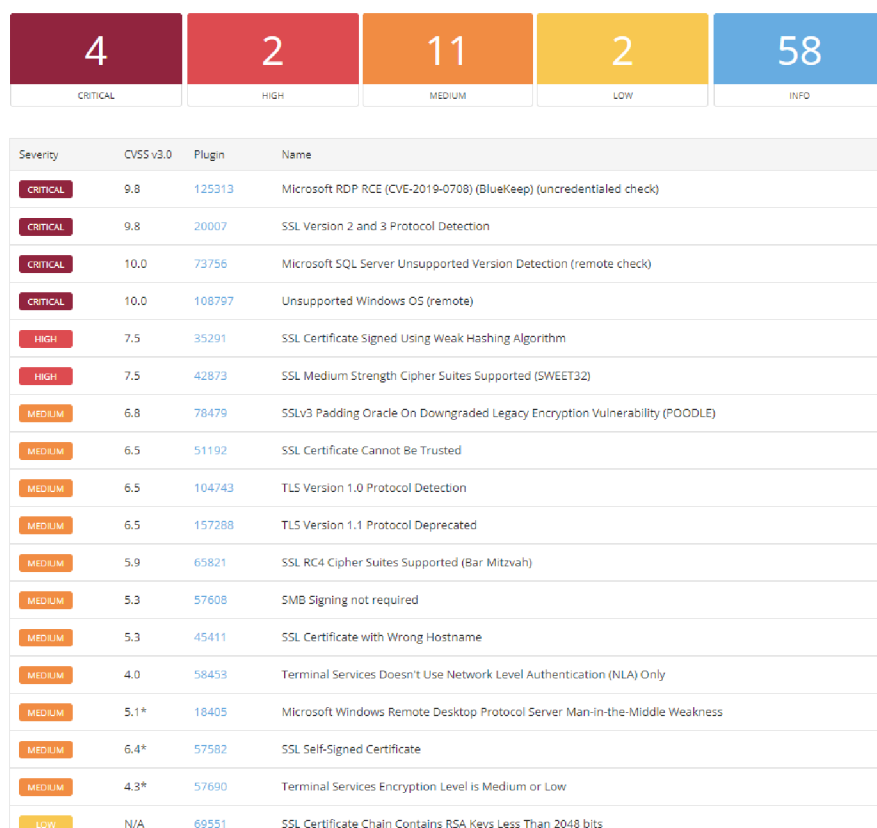 4 2 11 2 58
CRITICAL HIGH MEDIUM LOW INFO
Severity CVSS v3.0 Plugin Name
CRITICAL 9.8 125313 Microsoft RDP RCE (CVE-2019-0708) (BlueKeep) (uncredentialed check)
CRITICAL 9.8 20007 SSL Version 2 and 3 Protocol Detection
CRITICAL 10.0 73756 Microsoft SQL Server Unsupported Version Detection (remote check)
CRITICAL 10.0 108797 Unsupported Windows OS (remote)
HIGH 7.5 35291 SSL Certificate Signed Using Weak Hashing Algorithm
HIGH 7.5 42873 SSL Medium Strength Cipher Suites Supported (SWEET32)
MEDIUM 6.8 78479 SSLv3 Padding Oracle On Downgraded Legacy Encryption Vulnerability (POODLE)
MEDIUM 6.5 51192 SSL Certificate Cannot Be Trusted
MEDIUM 6.5 104743 TLS Version 1.0 Protocol Detection
MEDIUM 6.5 157288 TLS Version 1.1 Protocol Deprecated
MEDIUM 5.9 65821 SSL RC4 Cipher Suites Supported (Bar Mitzvah)
MEDIUM 5.3 57608 SMB Signing not required
MEDIUM 5.3 45411 SSL Certificate with Wrong Hostname
MEDIUM 4.0 58453 Terminal Services Doesn't Use Network Level Authentication (NLA) Only
MEDIUM 5.1* 18405 Microsoft Windows Remote Desktop Protocol Server Man-in-the-Middle Weakness
MEDIUM 6.4* 57582 SSL Self-Signed Certificate
MEDIUM 4.3* 57690 Terminal Services Encryption Level is Medium or Low
LOW N/A 69551 SSL Certificate Chain Contains RSA Keys Less Than 2048 bits